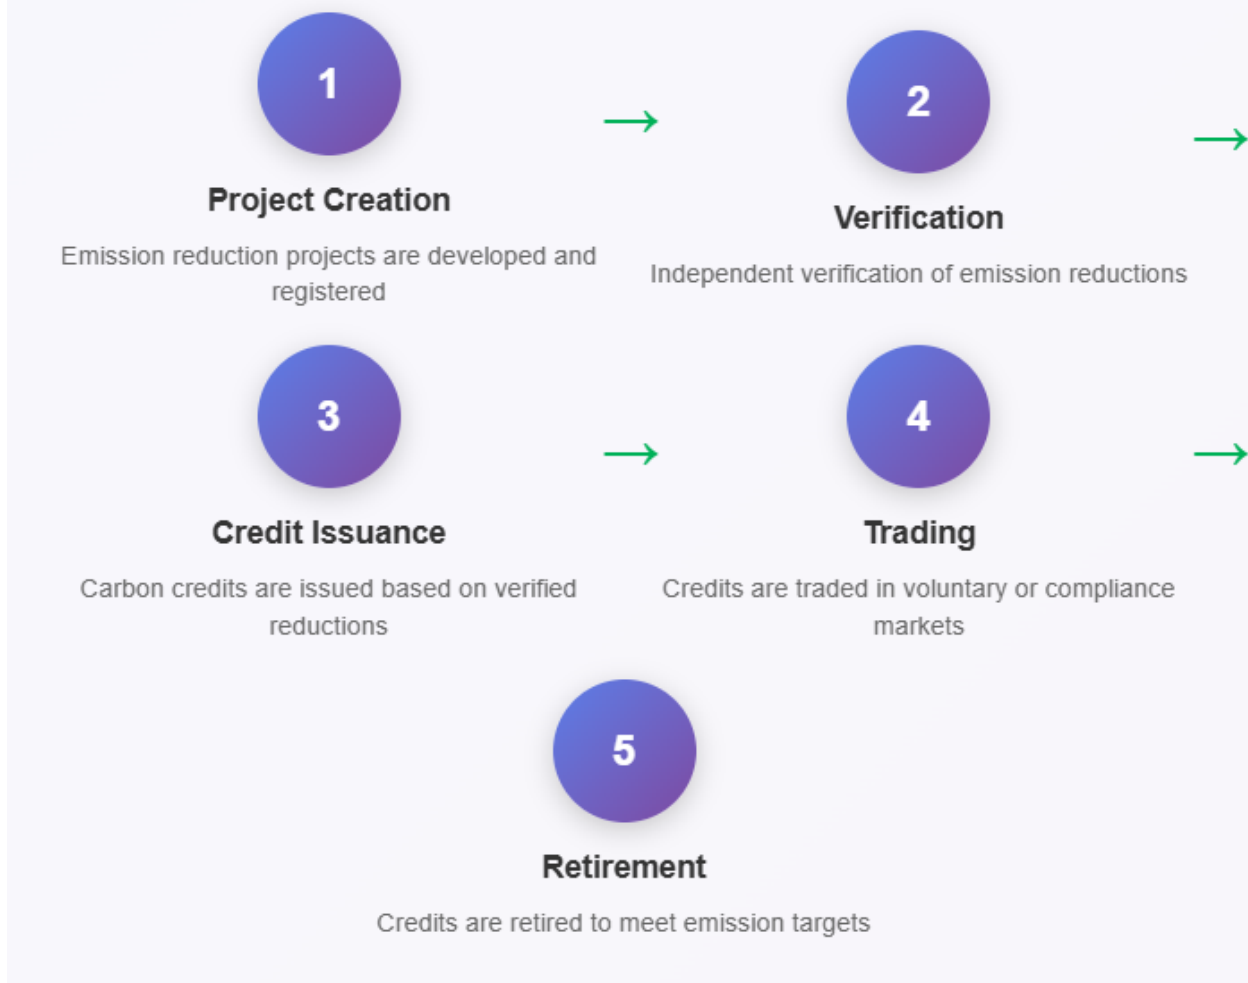 1
→
2
→
Project Creation
Verification
Emission reduction projects are developed and
registered
Independent verification of emission reductions
3
→
4
→
Credit Issuance
Trading
Carbon credits are issued based on verified
reductions
Credits are traded in voluntary or compliance
markets
5
Retirement
Credits are retired to meet emission targets